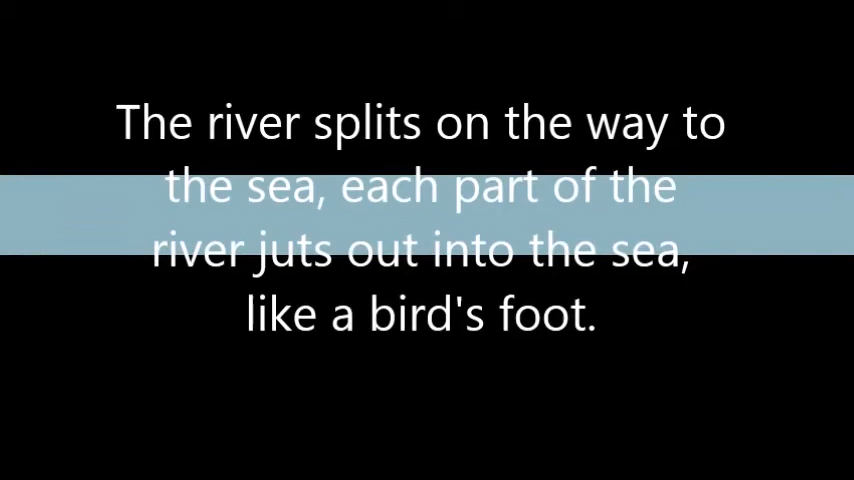 The river splits on the way to
the sea, each part of the
river juts out into the sea,
like a bird's foot.